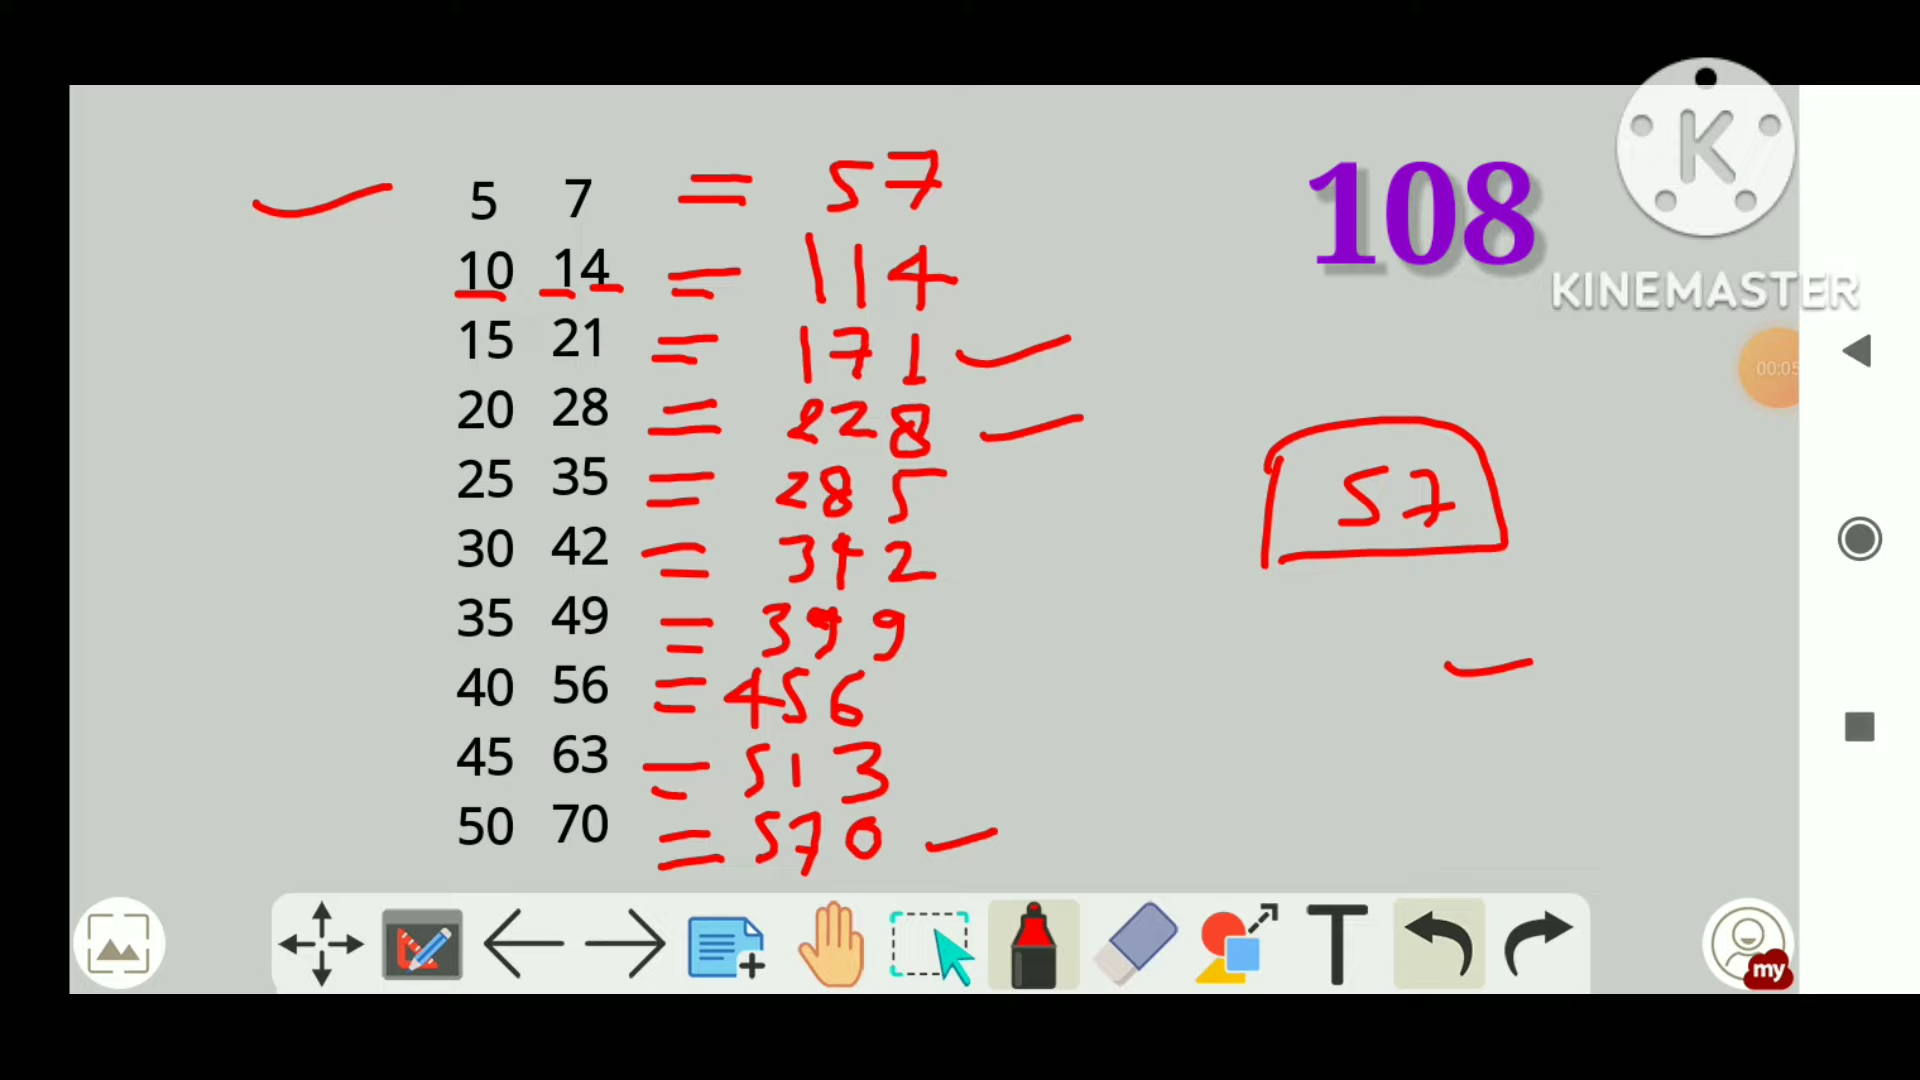 5 7 = 57
10 14 = 114
15 21 = 171
20 28 = 228
25 35 = 285
30 42 = 342
35 49 = 399
40 56 = 456
45 63 = 513
50 70 = 570
108
K
KINEMASTER
00:05
57
T
my